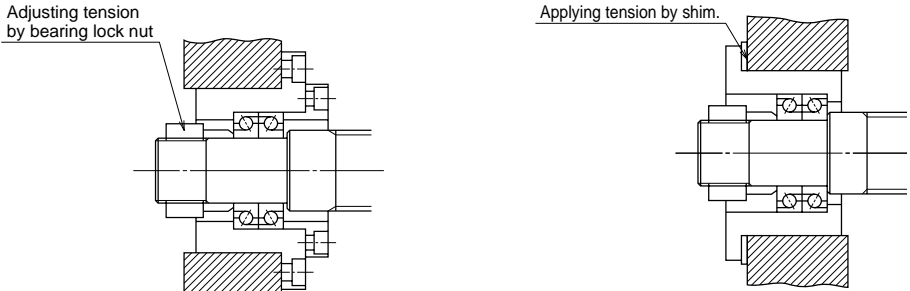 Adjusting tension
by bearing lock nut
Applying tension by shim.